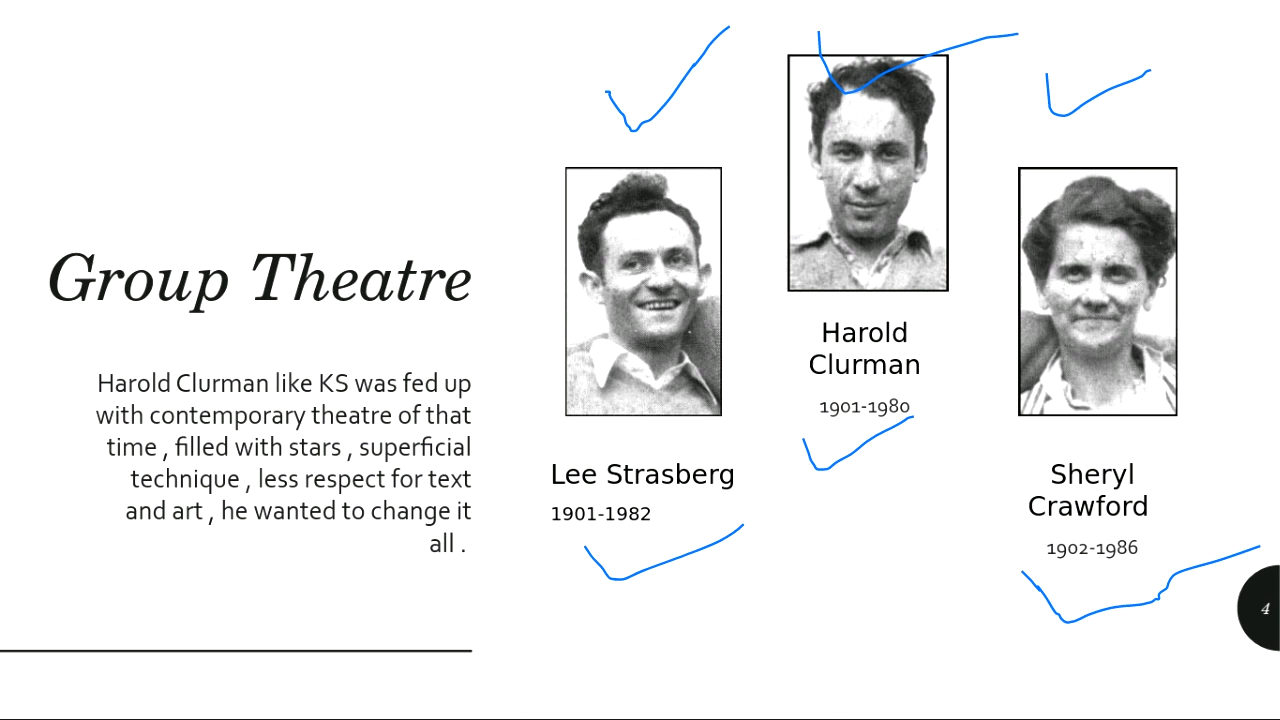 Group Theatre
Harold Clurman like KS was fed up
with contemporary theatre of that
time , filled with stars , superficial
technique , less respect for text
and art , he wanted to change it
all .
Lee Strasberg
1901-1982
Harold
Clurman
1901-1980
Sheryl
Crawford
1902-1986
4